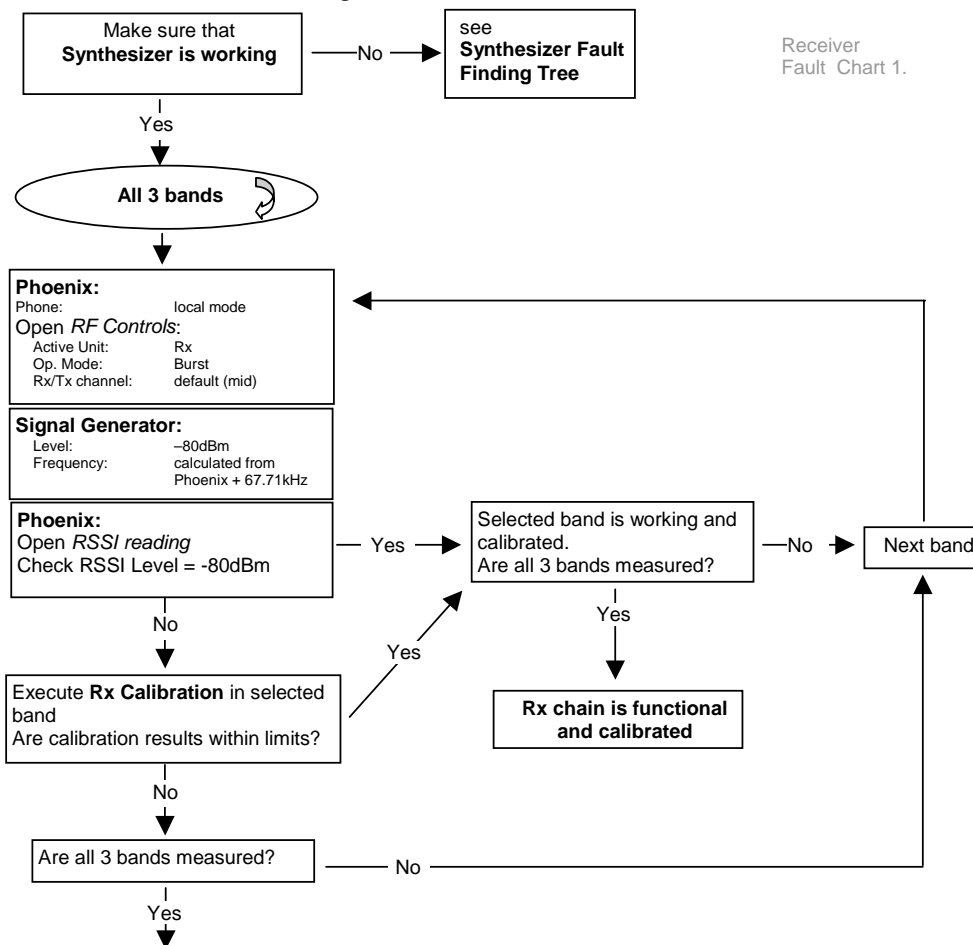 Make sure that
Synthesizer is working
No
see
Synthesizer Fault
Finding Tree
Receiver
Fault Chart 1.
Yes
All 3 bands
Phoenix:
Phone: local mode
Open RF Controls:
Active Unit: Rx
Op. Mode: Burst
Rx/Tx channel: default (mid)
Signal Generator:
Level: –80dBm
Frequency: calculated from
Phoenix + 67.71kHz
Phoenix:
Open RSSI reading
Check RSSI Level = -80dBm
Yes
Selected band is working and
calibrated.
Are all 3 bands measured?
No
Next band
No
Yes
Yes
Execute Rx Calibration in selected
band
Are calibration results within limits?
Rx chain is functional
and calibrated
No
Are all 3 bands measured?
No
Yes